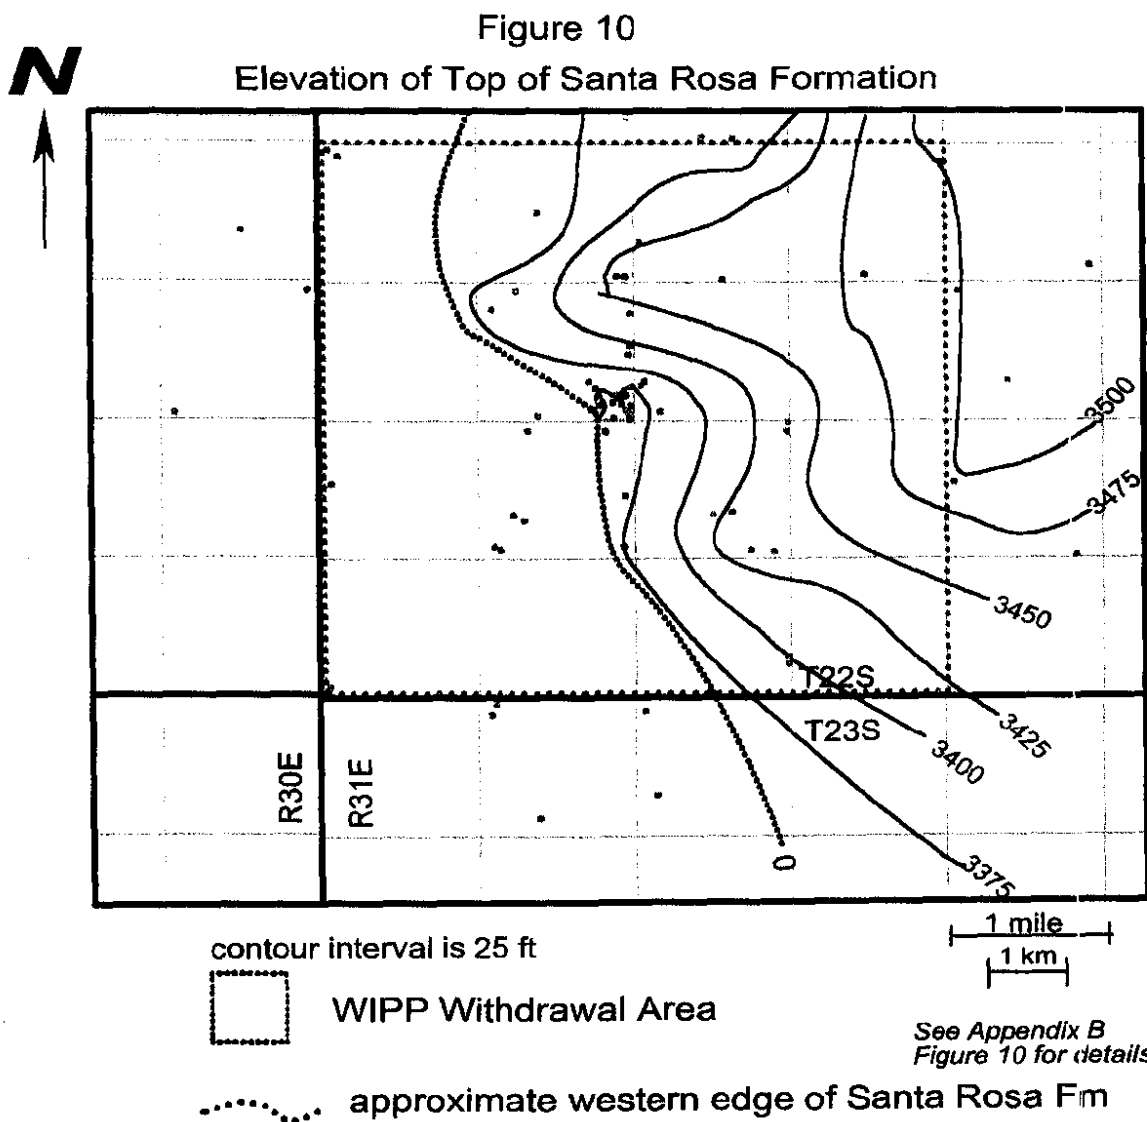 Figure 10
N
Elevation of Top of Santa Rosa Formation
3500
3475
3450
T22S
3425
T23S
3400
R30E
R31E
0
3375
1 mile
contour interval is 25 ft
1 km
WIPP Withdrawal Area
See Appendix B
Figure 10 for details
approximate western edge of Santa Rosa Fm